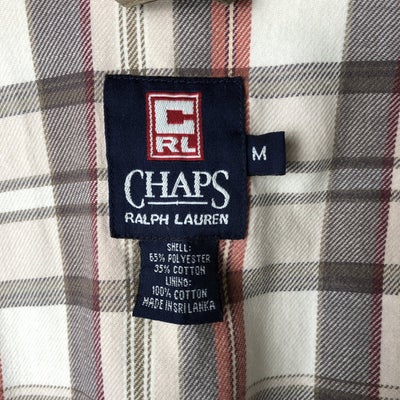 C
RL
M
CHAPS
RALPH LAUREN
SHELL:
65% POLYESTER
35% COTTON
LINING:
100% COTTON
MADE IN SRI LANKA